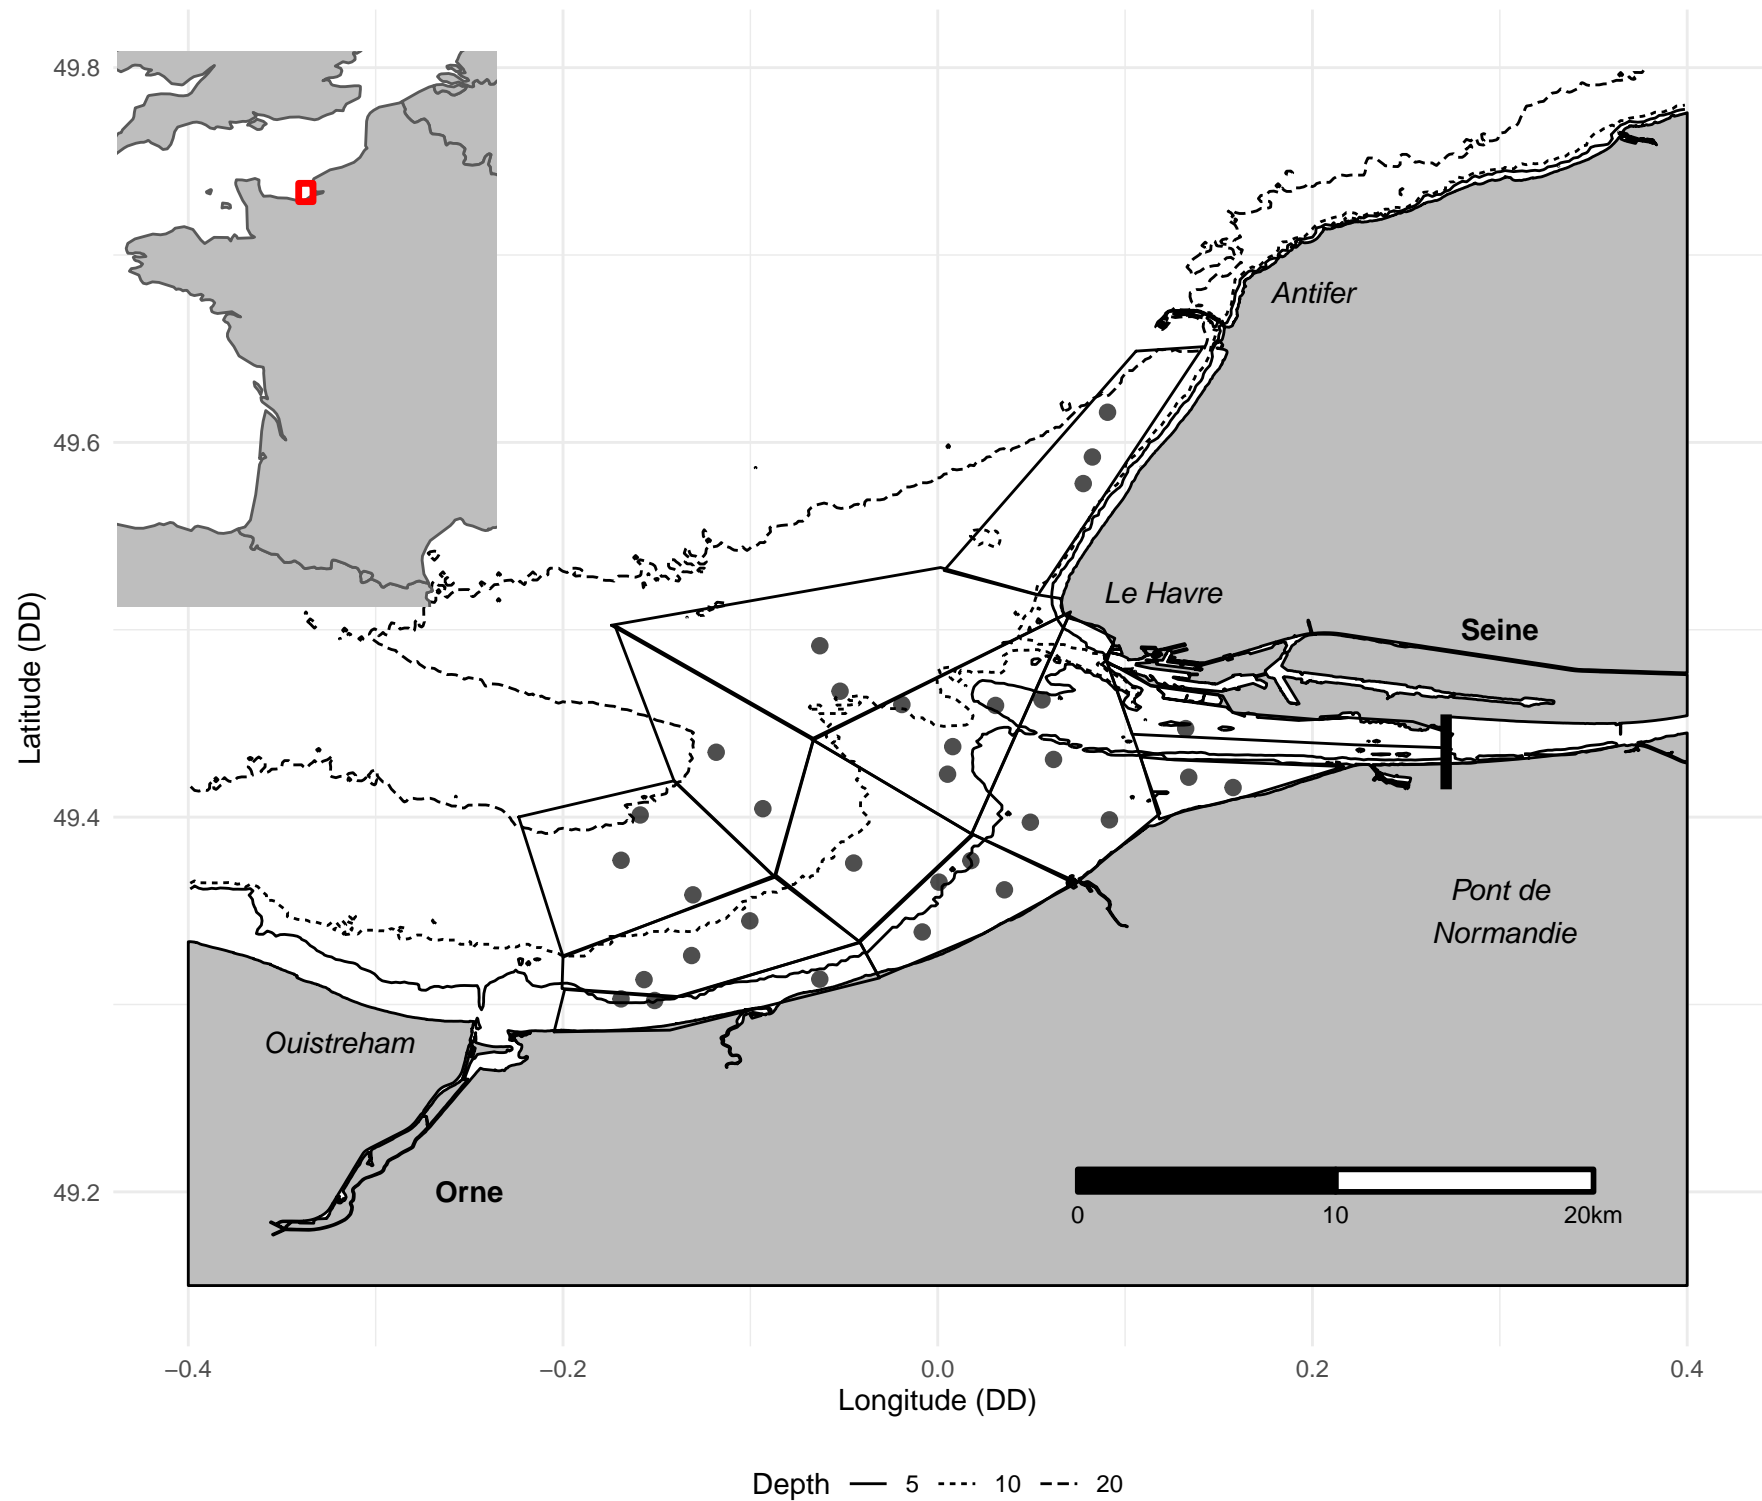 49.8
49.6
49.4
49.2
Latitude (DD)
Antifer
Le Havre
Seine
Pont de
Normandie
Ouistreham
Orne
0 10 20km
−0.4 −0.2 0.0 0.2 0.4
Longitude (DD)
Depth 5 10 20